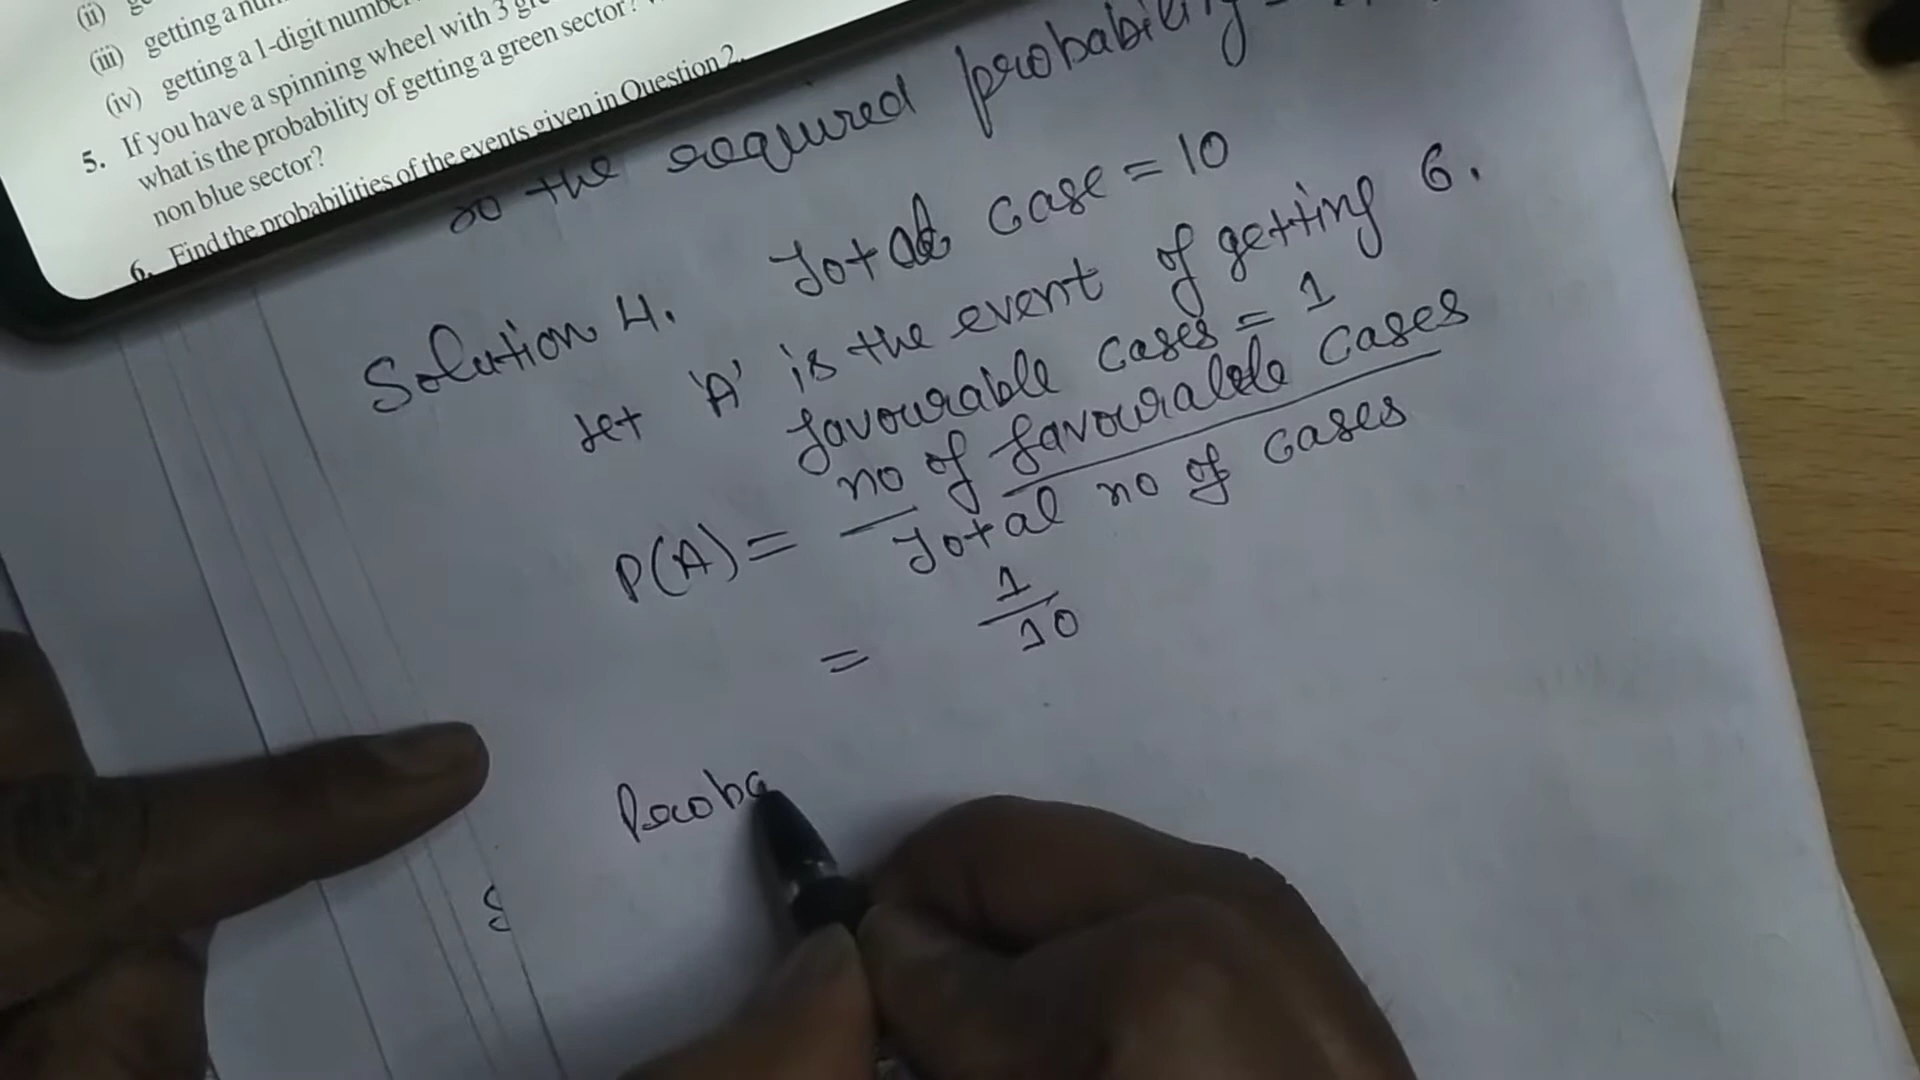 (ii)
(iii) getting a
(iv) getting a 1-digit number
5. If you have a spinning wheel with 3
what is the probability of getting a green sector?
non blue sector?
6. Find the probabilities of the events given in Question 2.
so the required probability
Solution 4. Total case = 10
Let 'A' is the event of getting 6.
favourable cases = 1
P(A) = no of favourable cases
Total no of cases
= 1
10
Proba